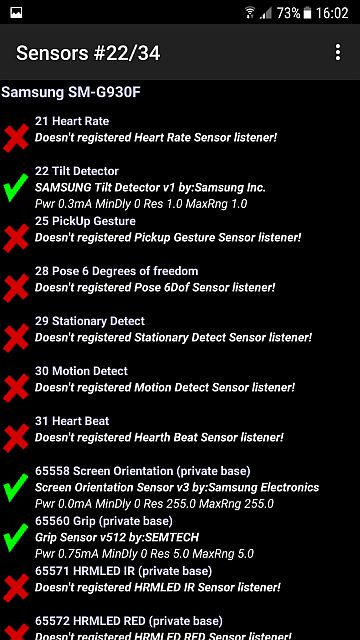 73% 16:02
Sensors #22/34
Samsung SM-G930F
21 Heart Rate
Doesn't registered Heart Rate Sensor listener!
22 Tilt Detector
SAMSUNG Tilt Detector v1 by:Samsung Inc.
Pwr 0.3mA MinDly 0 Res 1.0 MaxRng 1.0
25 PickUp Gesture
Doesn't registered Pickup Gesture Sensor listener!
28 Pose 6 Degrees of freedom
Doesn't registered Pose 6Dof Sensor listener!
29 Stationary Detect
Doesn't registered Stationary Detect Sensor listener!
30 Motion Detect
Doesn't registered Motion Detect Sensor listener!
31 Heart Beat
Doesn't registered Hearth Beat Sensor listener!
65558 Screen Orientation (private base)
Screen Orientation Sensor v3 by:Samsung Electronics
Pwr 0.0mA MinDly 0 Res 255.0 MaxRng 255.0
65560 Grip (private base)
Grip Sensor v512 by:SEMTECH
Pwr 0.75mA MinDly 0 Res 5.0 MaxRng 5.0
65571 HRMLED IR (private base)
Doesn't registered HRMLED IR Sensor listener!
65572 HRMLED RED (private base)
Doesn't registered HRMLED RED Sensor listener!